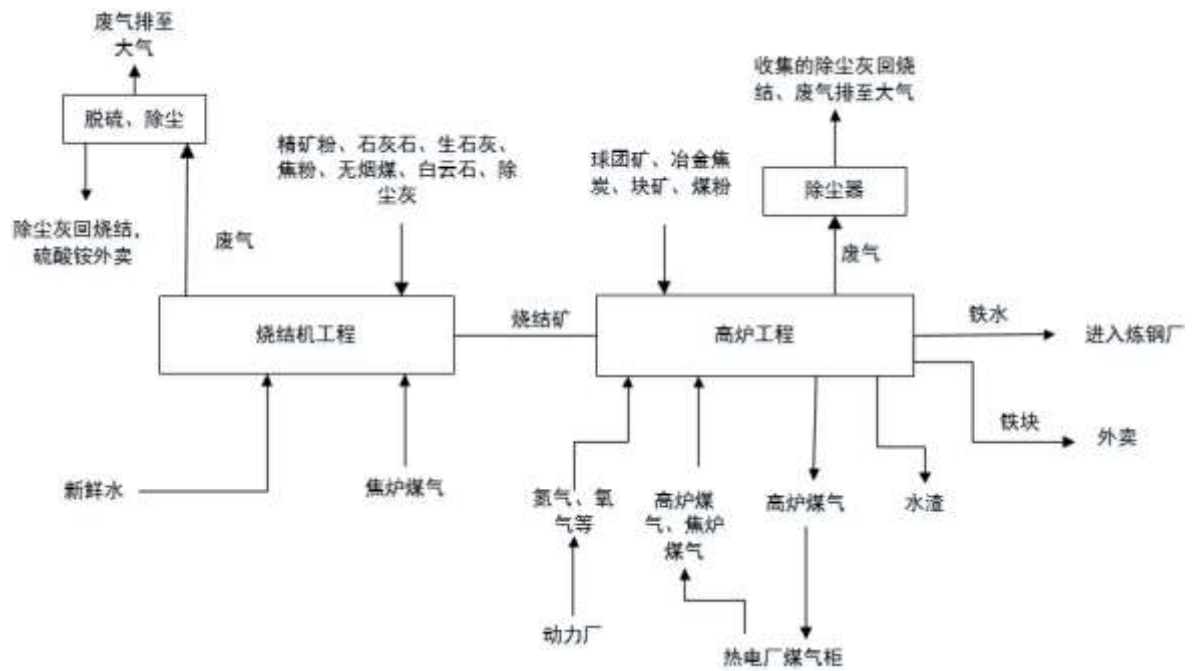 废气排至
大气
脱硫、除尘
除尘灰回烧结,
硫酸铵外卖
废气
精矿粉、石灰石、生石灰、
焦粉、无烟煤、白云石、除
尘灰
球团矿、冶金焦
炭、块矿、煤粉
收集的除尘灰回烧
结、废气排至大气
除尘器
废气
烧结机工程
烧结矿
高炉工程
铁水
进入炼钢厂
铁块
外卖
新鲜水
焦炉煤气
氮气、氧
气等
高炉煤
气、焦炉
煤气
高炉煤气
水渣
动力厂
热电厂煤气柜